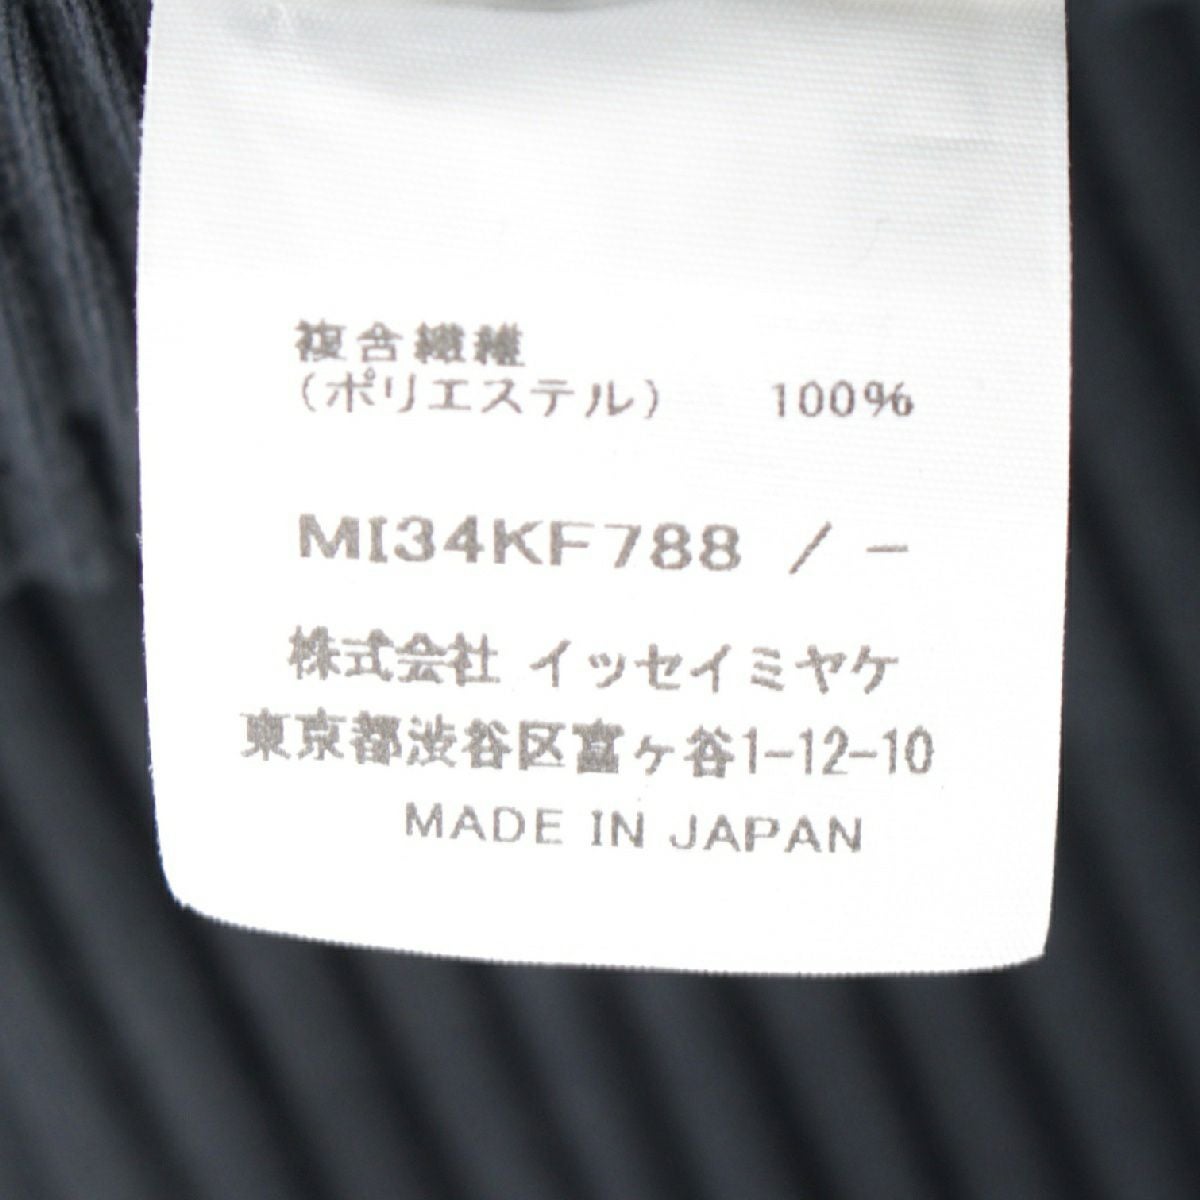 複合繊維
(ポリエステル) 100%
MI34KF788 / -
株式会社 イッセイミヤケ
東京都渋谷区富ヶ谷1-12-10
MADE IN JAPAN